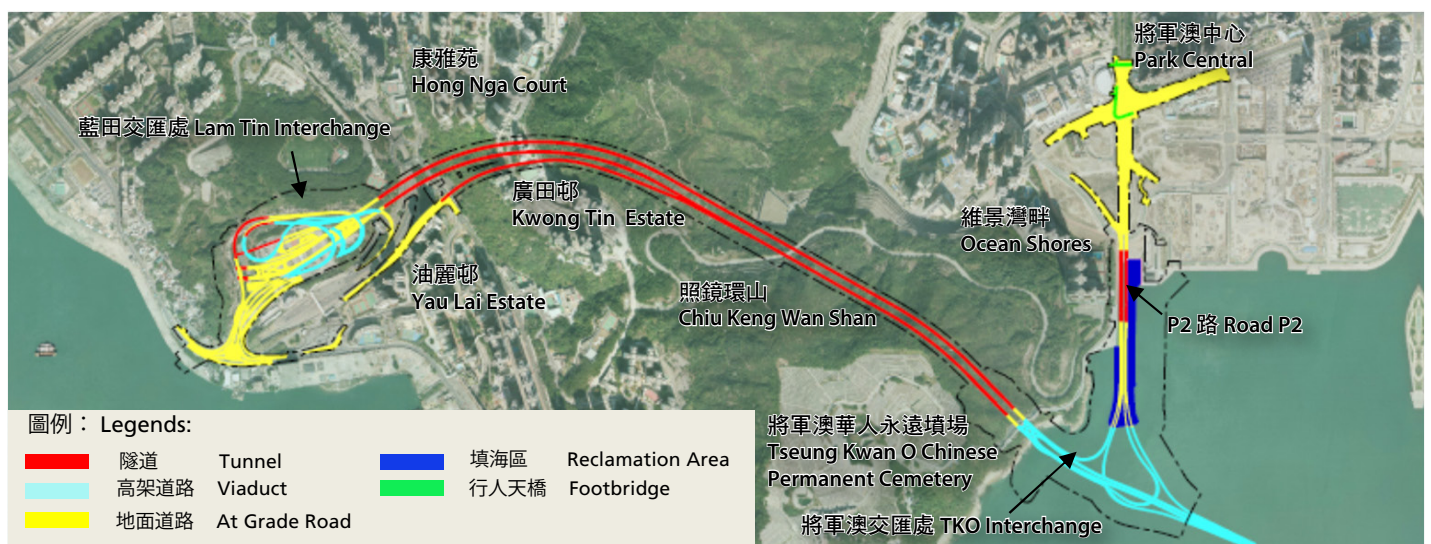 將軍澳中心
Park Central
康雅苑
Hong Nga Court
藍田交匯處 Lam Tin Interchange
廣田邨
Kwong Tin Estate
維景灣畔
Ocean Shores
油麗邨
Yau Lai Estate
照鏡環山
Chiu Keng Wan Shan
P2 路 Road P2
將軍澳華人永遠墳場
Tseung Kwan O Chinese
Permanent Cemetery
將軍澳交匯處 TKO Interchange
圖例： Legends:
隧道 Tunnel
高架道路 Viaduct
地面道路 At Grade Road
填海區 Reclamation Area
行人天橋 Footbridge